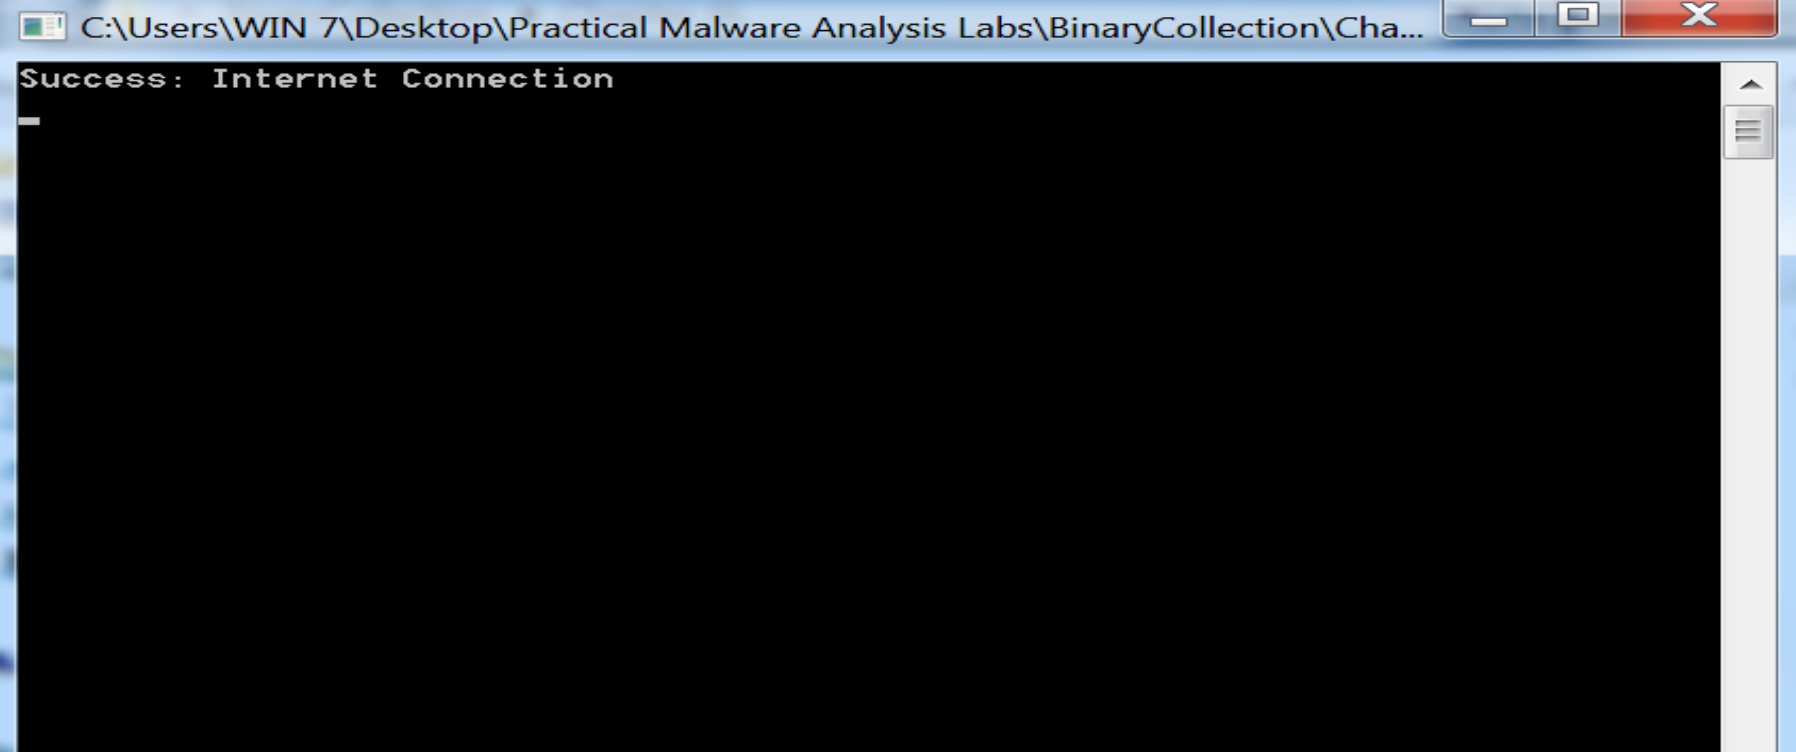 C:\Users\WIN 7\Desktop\Practical Malware Analysis Labs\BinaryCollection\Cha...
Success: Internet Connection